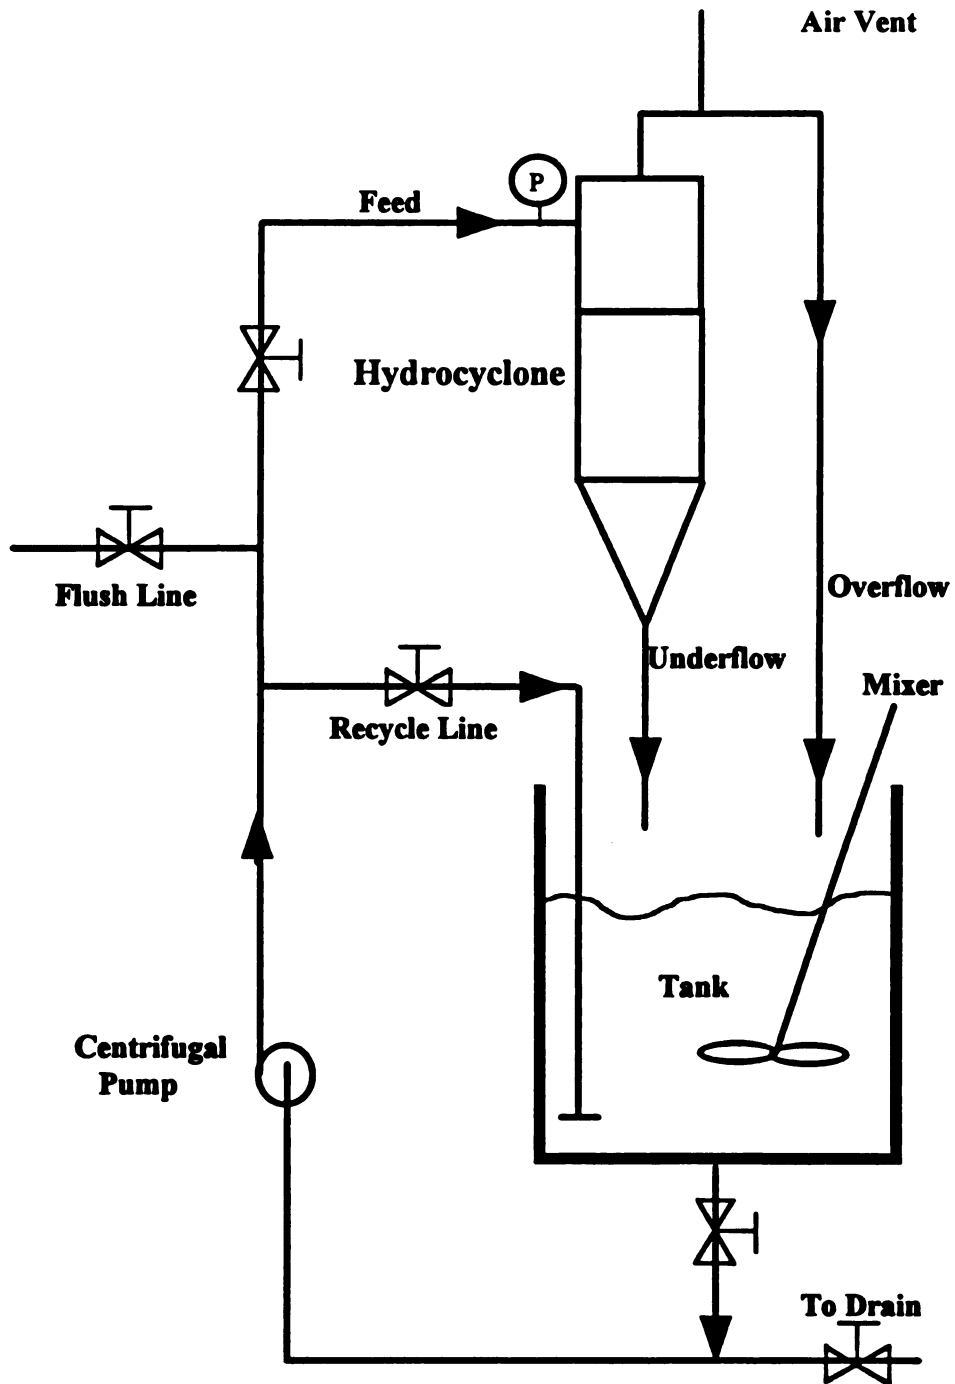 Air Vent
P
Feed
Hydrocyclone
Flush Line
Overflow
Underflow
Mixer
Recycle Line
Tank
Centrifugal
Pump
To Drain